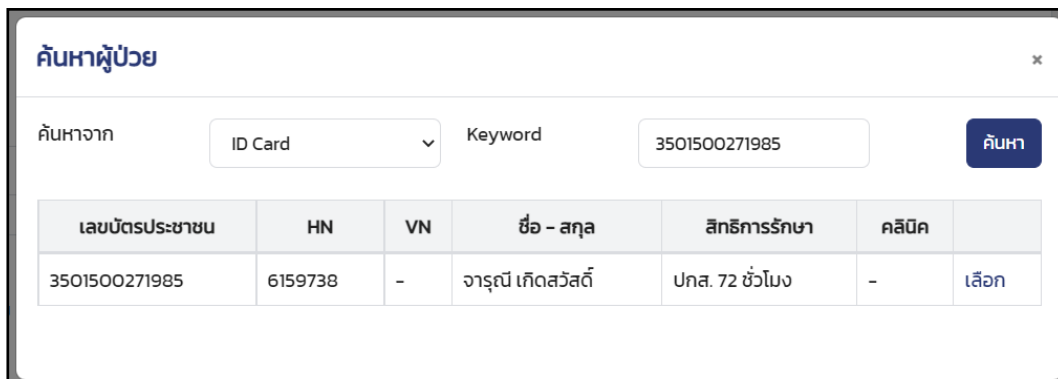 ค้นหาผู้ป่วย ×
ค้นหาจาก ID Card Keyword 3501500271985 ค้นหา
เลขบัตรประชาชน HN VN ชื่อ - สกุล สิทธิการรักษา คลินิค
3501500271985 6159738 - จารุณี เกิดสวัสดิ์ ปกส. 72 ชั่วโมง - เลือก